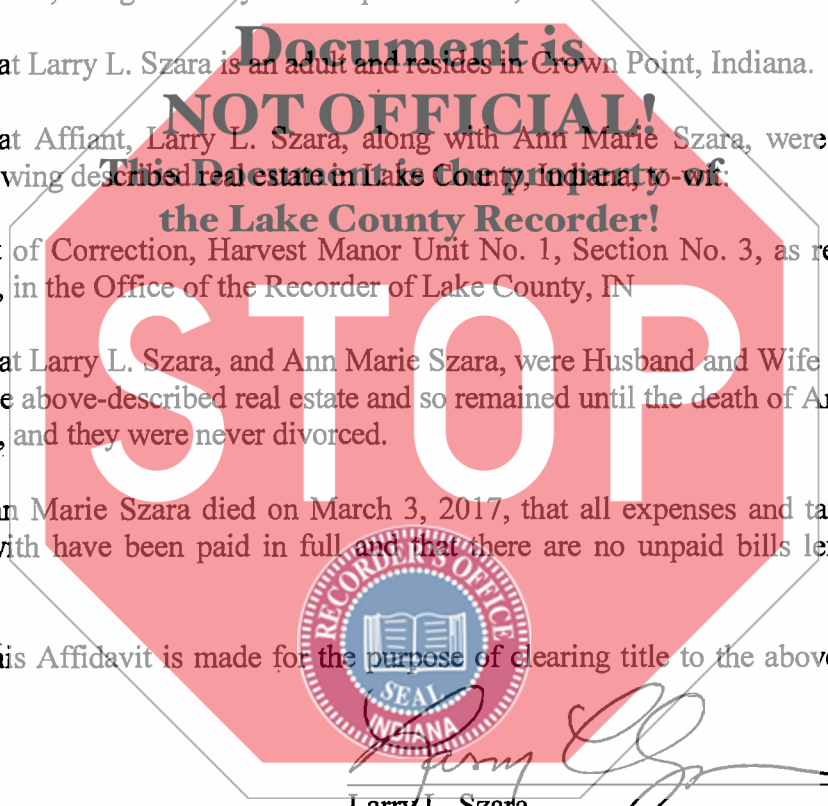 Document is
at Larry L. Szara is an adult and resides in Crown Point, Indiana.
NOT OFFICIAL!
at Affiant, Larry L. Szara, along with Ann Marie Szara, were
This Document is the property of
wing described real estate in Lake County, Indiana, to-wit:
the Lake County Recorder!
of Correction, Harvest Manor Unit No. 1, Section No. 3, as re
, in the Office of the Recorder of Lake County, IN
STOP
at Larry L. Szara, and Ann Marie Szara, were Husband and Wife
e above-described real estate and so remained until the death of A
, and they were never divorced.
nn Marie Szara died on March 3, 2017, that all expenses and ta
with have been paid in full and that there are no unpaid bills le
RECORDER'S OFFICE
SEAL
INDIANA
is Affidavit is made for the purpose of clearing title to the above
Larry L. Szara